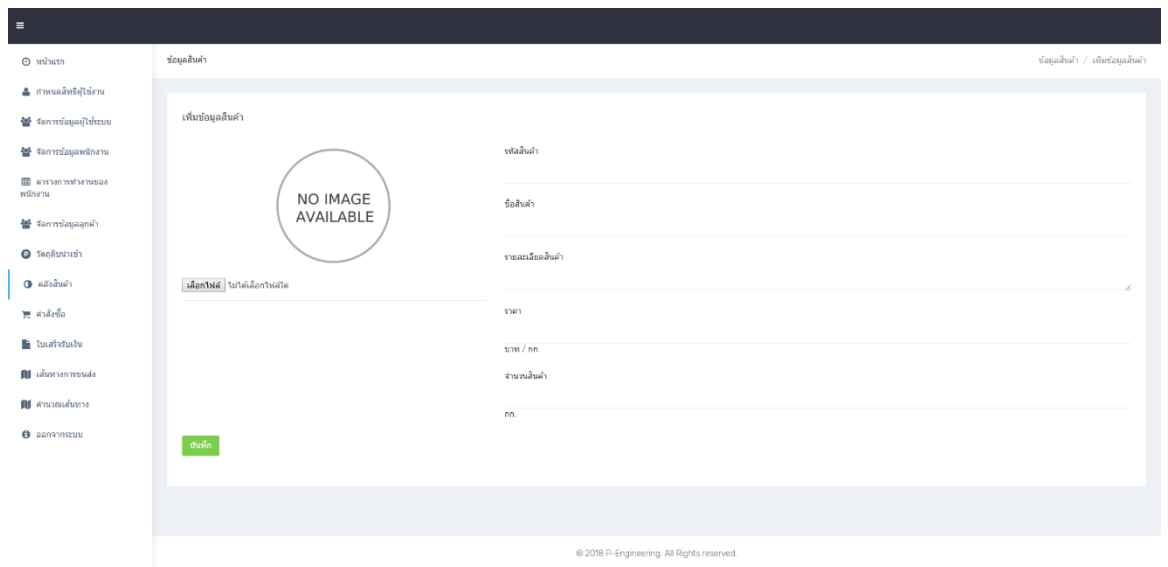 หน้าแรก
กำหนดสิทธิผู้ใช้งาน
จัดการข้อมูลผู้ใช้ระบบ
จัดการข้อมูลพนักงาน
ตารางการทำงานของ
พนักงาน
จัดการข้อมูลลูกค้า
วัตถุดิบนำเข้า
คลังสินค้า
คำสั่งซื้อ
ใบเสร็จรับเงิน
เส้นทางการขนส่ง
คำนวณเส้นทาง
ออกจากระบบ
ข้อมูลสินค้า
ข้อมูลสินค้า / เพิ่มข้อมูลสินค้า
เพิ่มข้อมูลสินค้า
NO IMAGE
AVAILABLE
เลือกไฟล์ ไม่ได้เลือกไฟล์ใด
รหัสสินค้า
ชื่อสินค้า
รายละเอียดสินค้า
ราคา
บาท / กก.
จำนวนสินค้า
กก.
บันทึก
© 2018 P-Engineering. All Rights reserved.